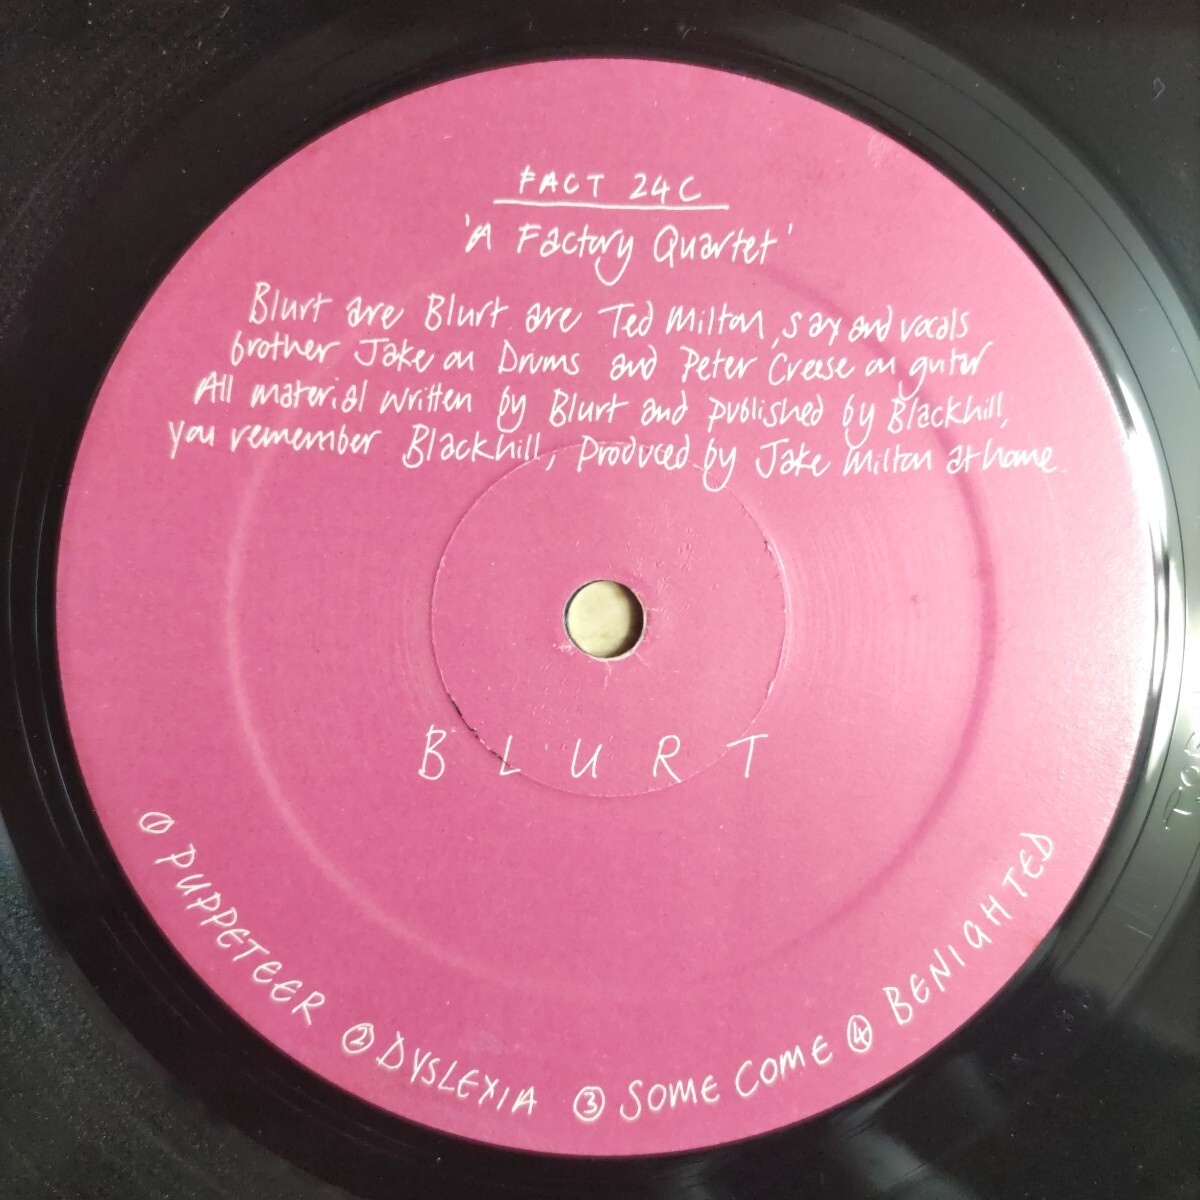 FACT 24C
'A Factory Quartet'
Blurt are Blurt are Ted Milton, sax and vocals
brother Jake on Drums and Peter Creese on guitar
All material written by Blurt and published by Blackhill,
you remember Blackhill, Produced by Jake Milton at home.
BLURT
① PUPPETEER ② DYSLEXIA ③ SOME COME ④ BENIGHTED